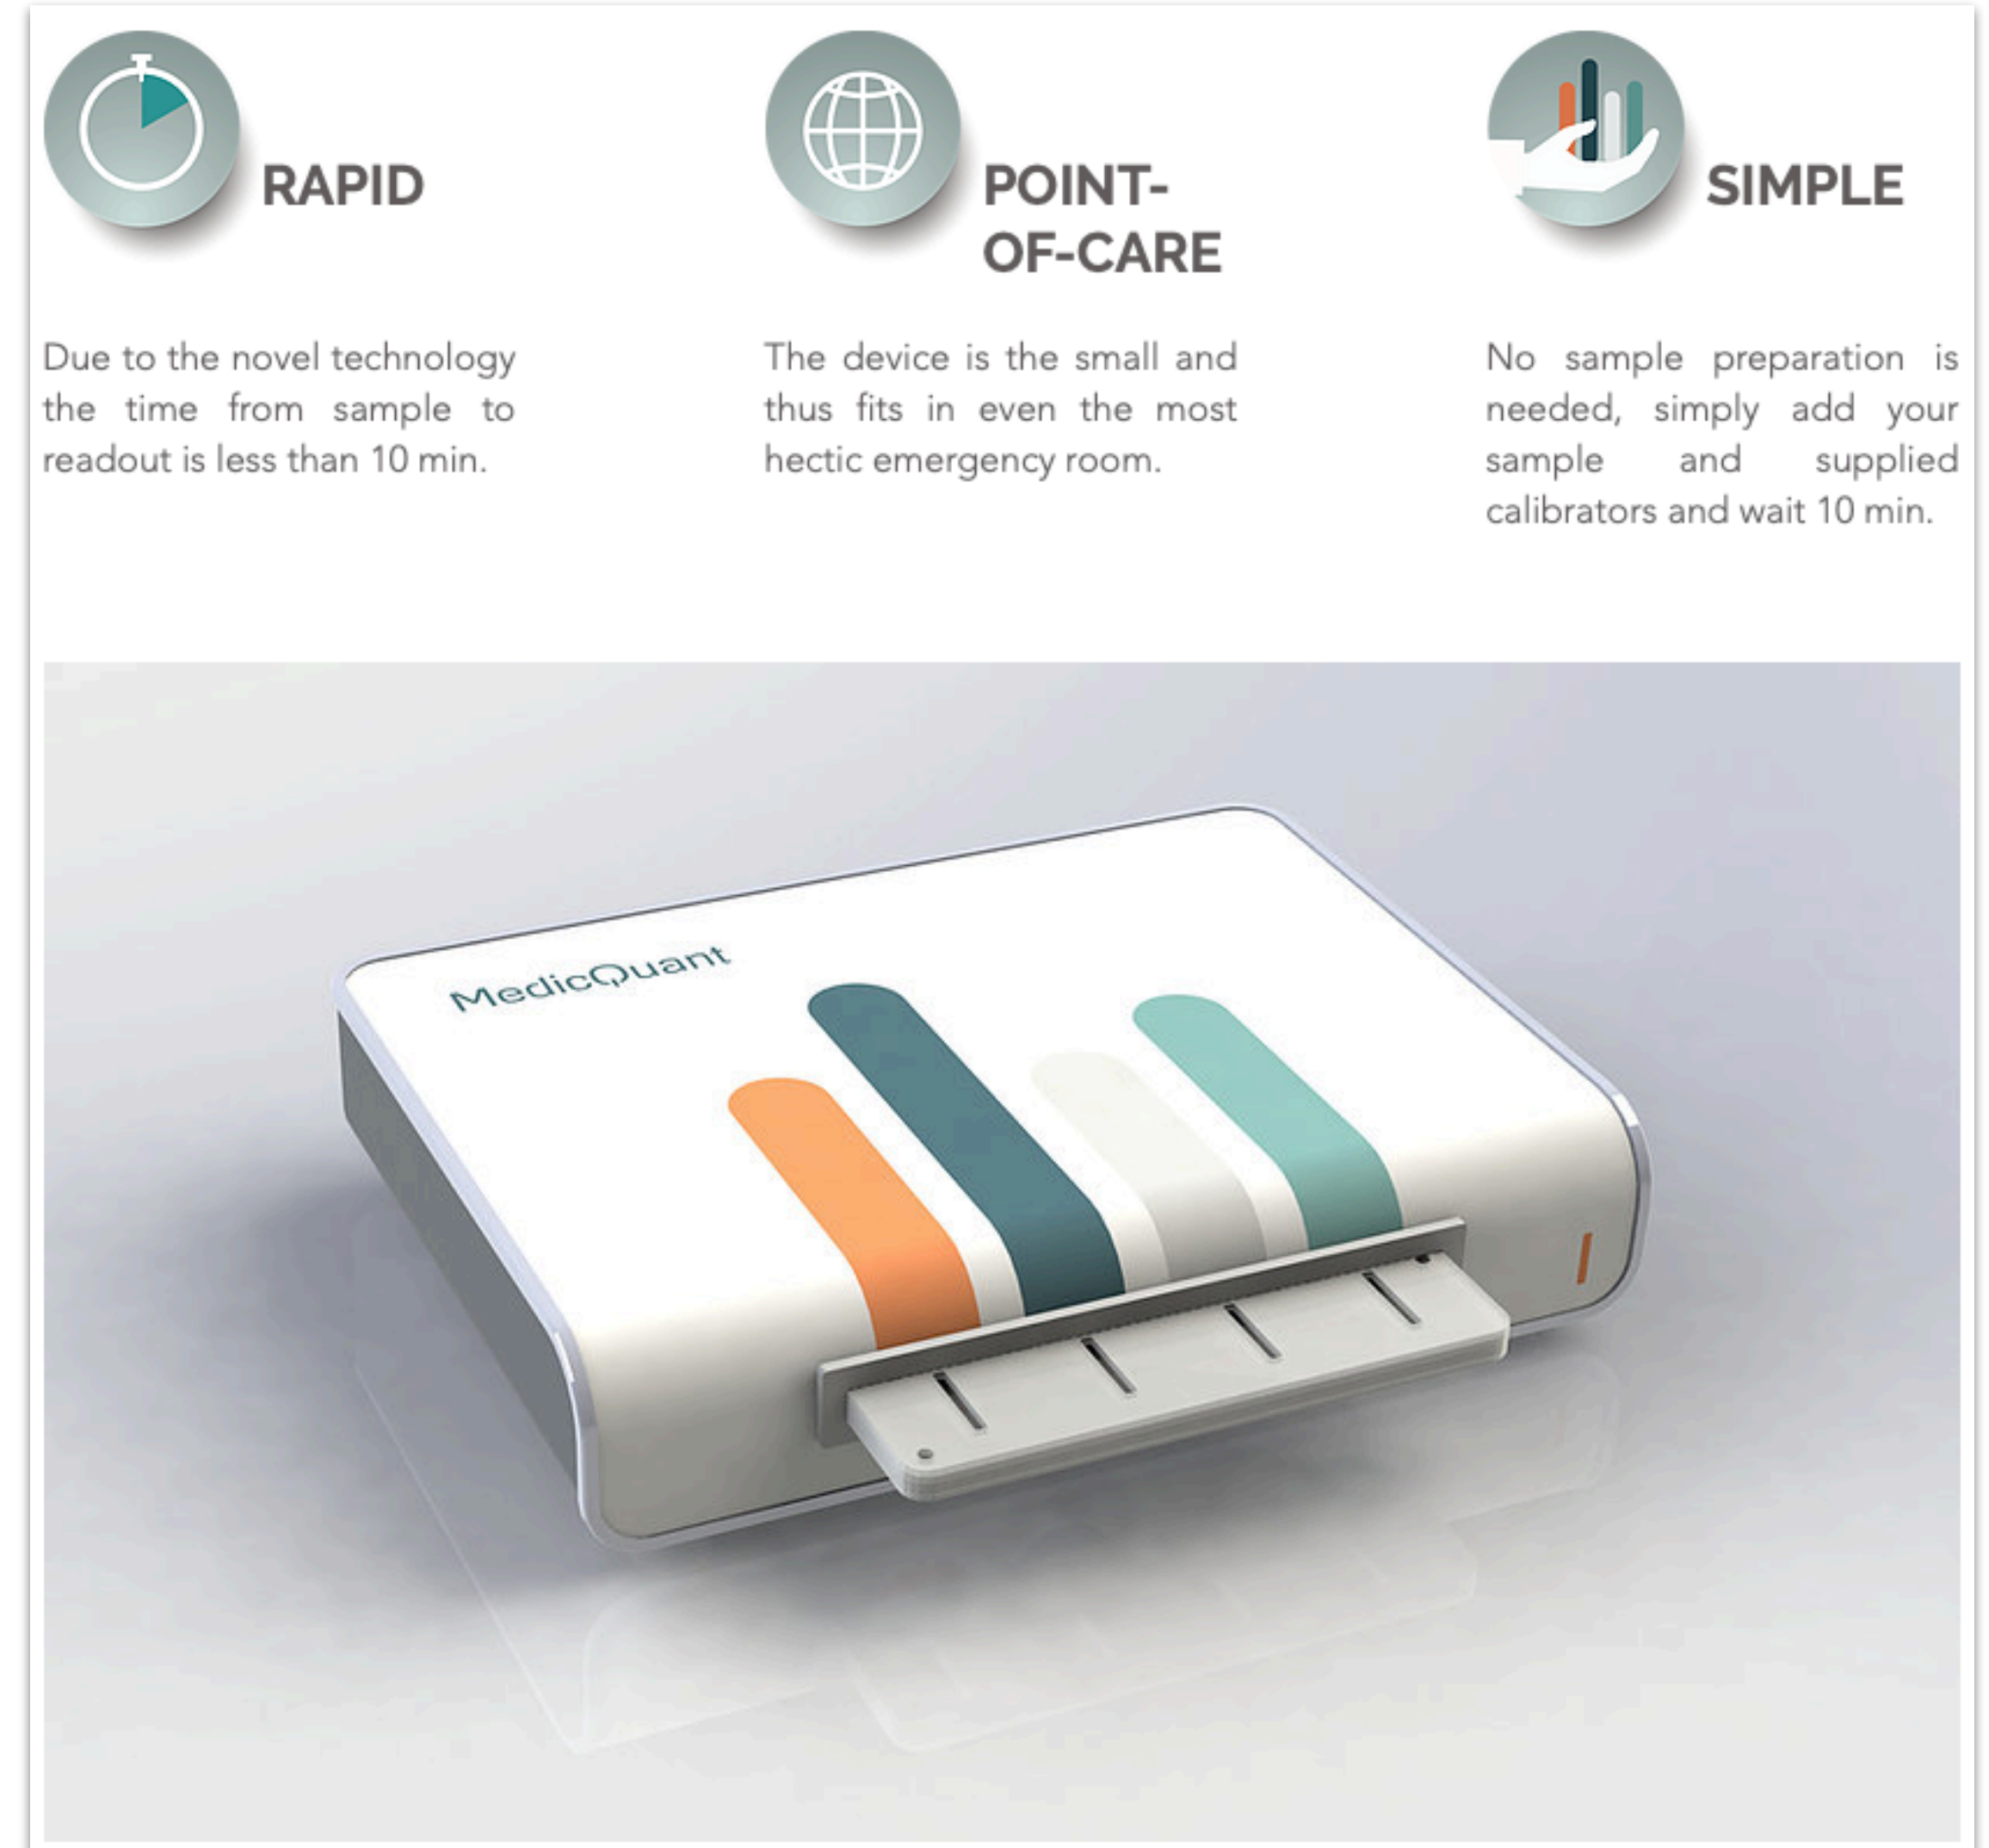 RAPID
Due to the novel technology
the time from sample to
readout is less than 10 min.
POINT-
OF-CARE
The device is the small and
thus fits in even the most
hectic emergency room.
SIMPLE
No sample preparation is
needed, simply add your
sample and supplied
calibrators and wait 10 min.
MedicQuant